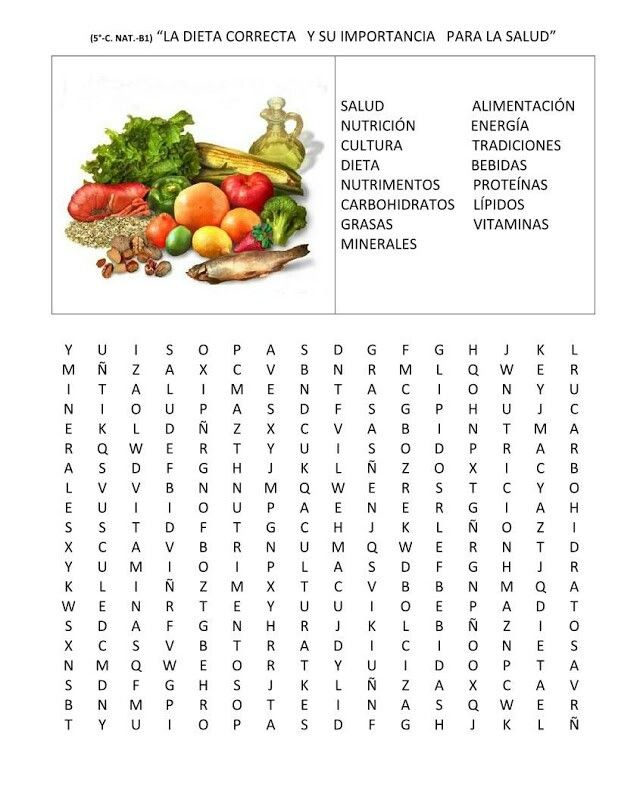 (5°-C. NAT.-B1) “LA DIETA CORRECTA Y SU IMPORTANCIA PARA LA SALUD”
SALUD ALIMENTACIÓN
NUTRICIÓN ENERGÍA
CULTURA TRADICIONES
DIETA BEBIDAS
NUTRIMENTOS PROTEÍNAS
CARBOHIDRATOS LÍPIDOS
GRASAS VITAMINAS
MINERALES
Y U I S O P A S D G F G H J K L
M Ñ Z A X C V B N R M L Q W E R
I T A L I M E N T A C I O N Y U
N I O U P A S D F S G P H U J C
E K L D Ñ Z X C V A B I N T M A
R Q W E R T Y U I S O D P R A R
A S D F G H J K L Ñ Z O X I C B
L V V B N N M Q W E R S T C Y O
E U I I O U P A E N E R G I A H
S S T D F T G C H J K L Ñ O Z I
X C A V B R N U M Q W E R N T D
Y U M I O I P L A S D F G H J R
K L I Ñ Z M X T C V B B N M Q A
W E N R T E Y U U I O E P A D T
S D A F G N H R J K L B Ñ Z I O
X C S V B T R A D I C I O N E S
N M Q W E O R T Y U I D O P T A
S D F G H S J K L Ñ Z A X C A V
B N M P R O T E I N A S Q W E R
T Y U I O P A S D F G H J K L Ñ